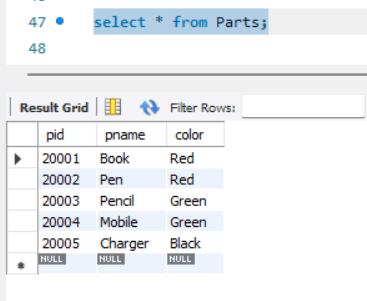 47 select * from Parts;
48
Result Grid Filter Rows:
pid pname color
20001 Book Red
20002 Pen Red
20003 Pencil Green
20004 Mobile Green
20005 Charger Black
NULL NULL NULL